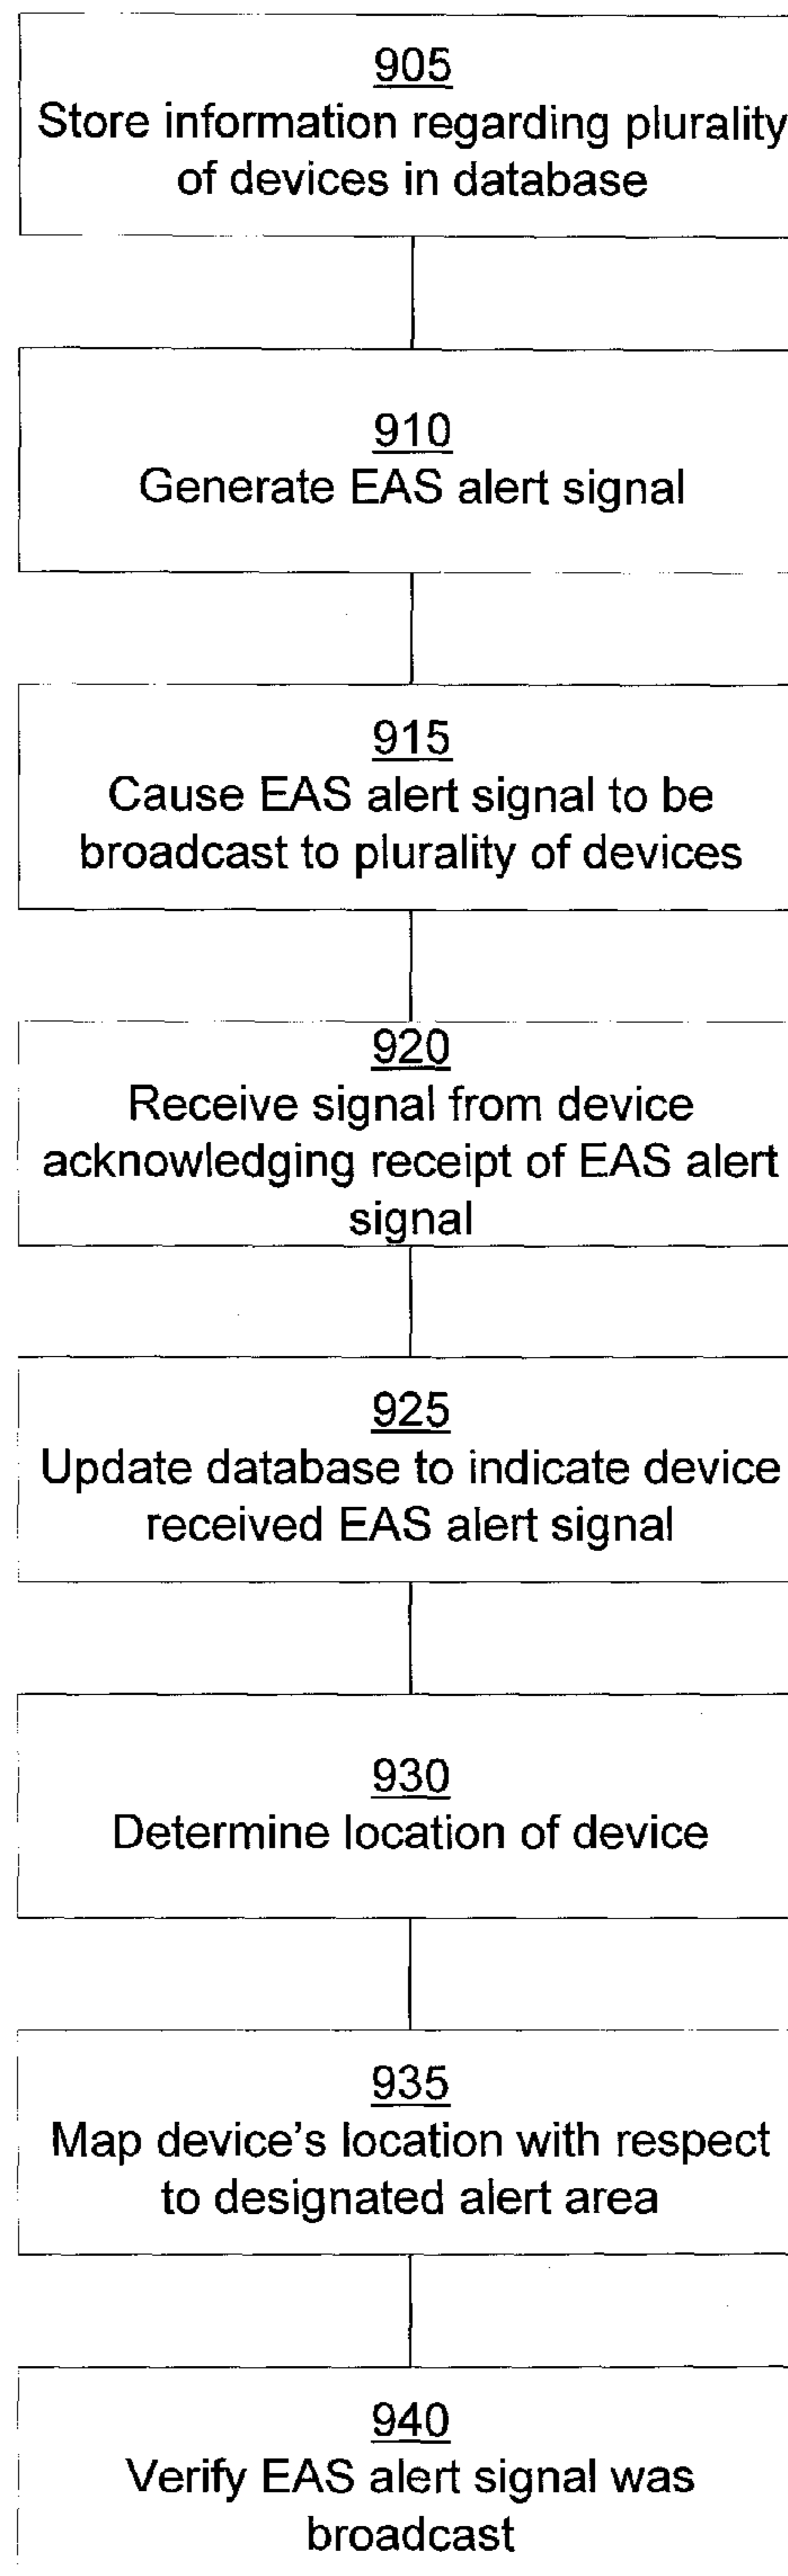 905
Store information regarding plurality
of devices in database
910
Generate EAS alert signal
915
Cause EAS alert signal to be
broadcast to plurality of devices
920
Receive signal from device
acknowledging receipt of EAS alert
signal
925
Update database to indicate device
received EAS alert signal
930
Determine location of device
935
Map device's location with respect
to designated alert area
940
Verify EAS alert signal was
broadcast